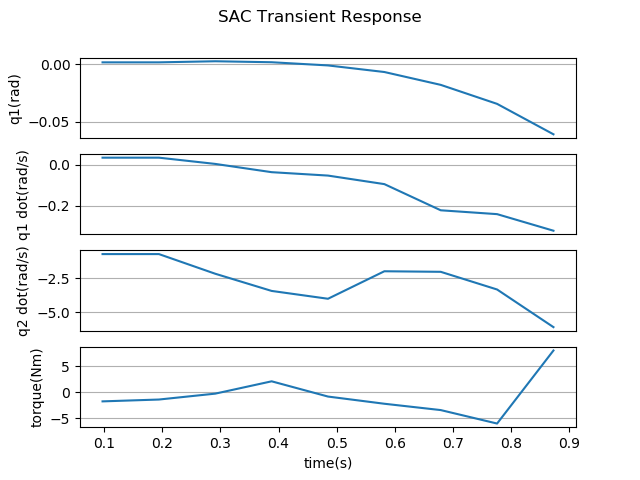 SAC Transient Response
q1(rad)
0.00
−0.05
q1 dot(rad/s)
0.0
−0.2
q2 dot(rad/s)
−2.5
−5.0
torque(Nm)
5
0
−5
0.1 0.2 0.3 0.4 0.5 0.6 0.7 0.8 0.9
time(s)